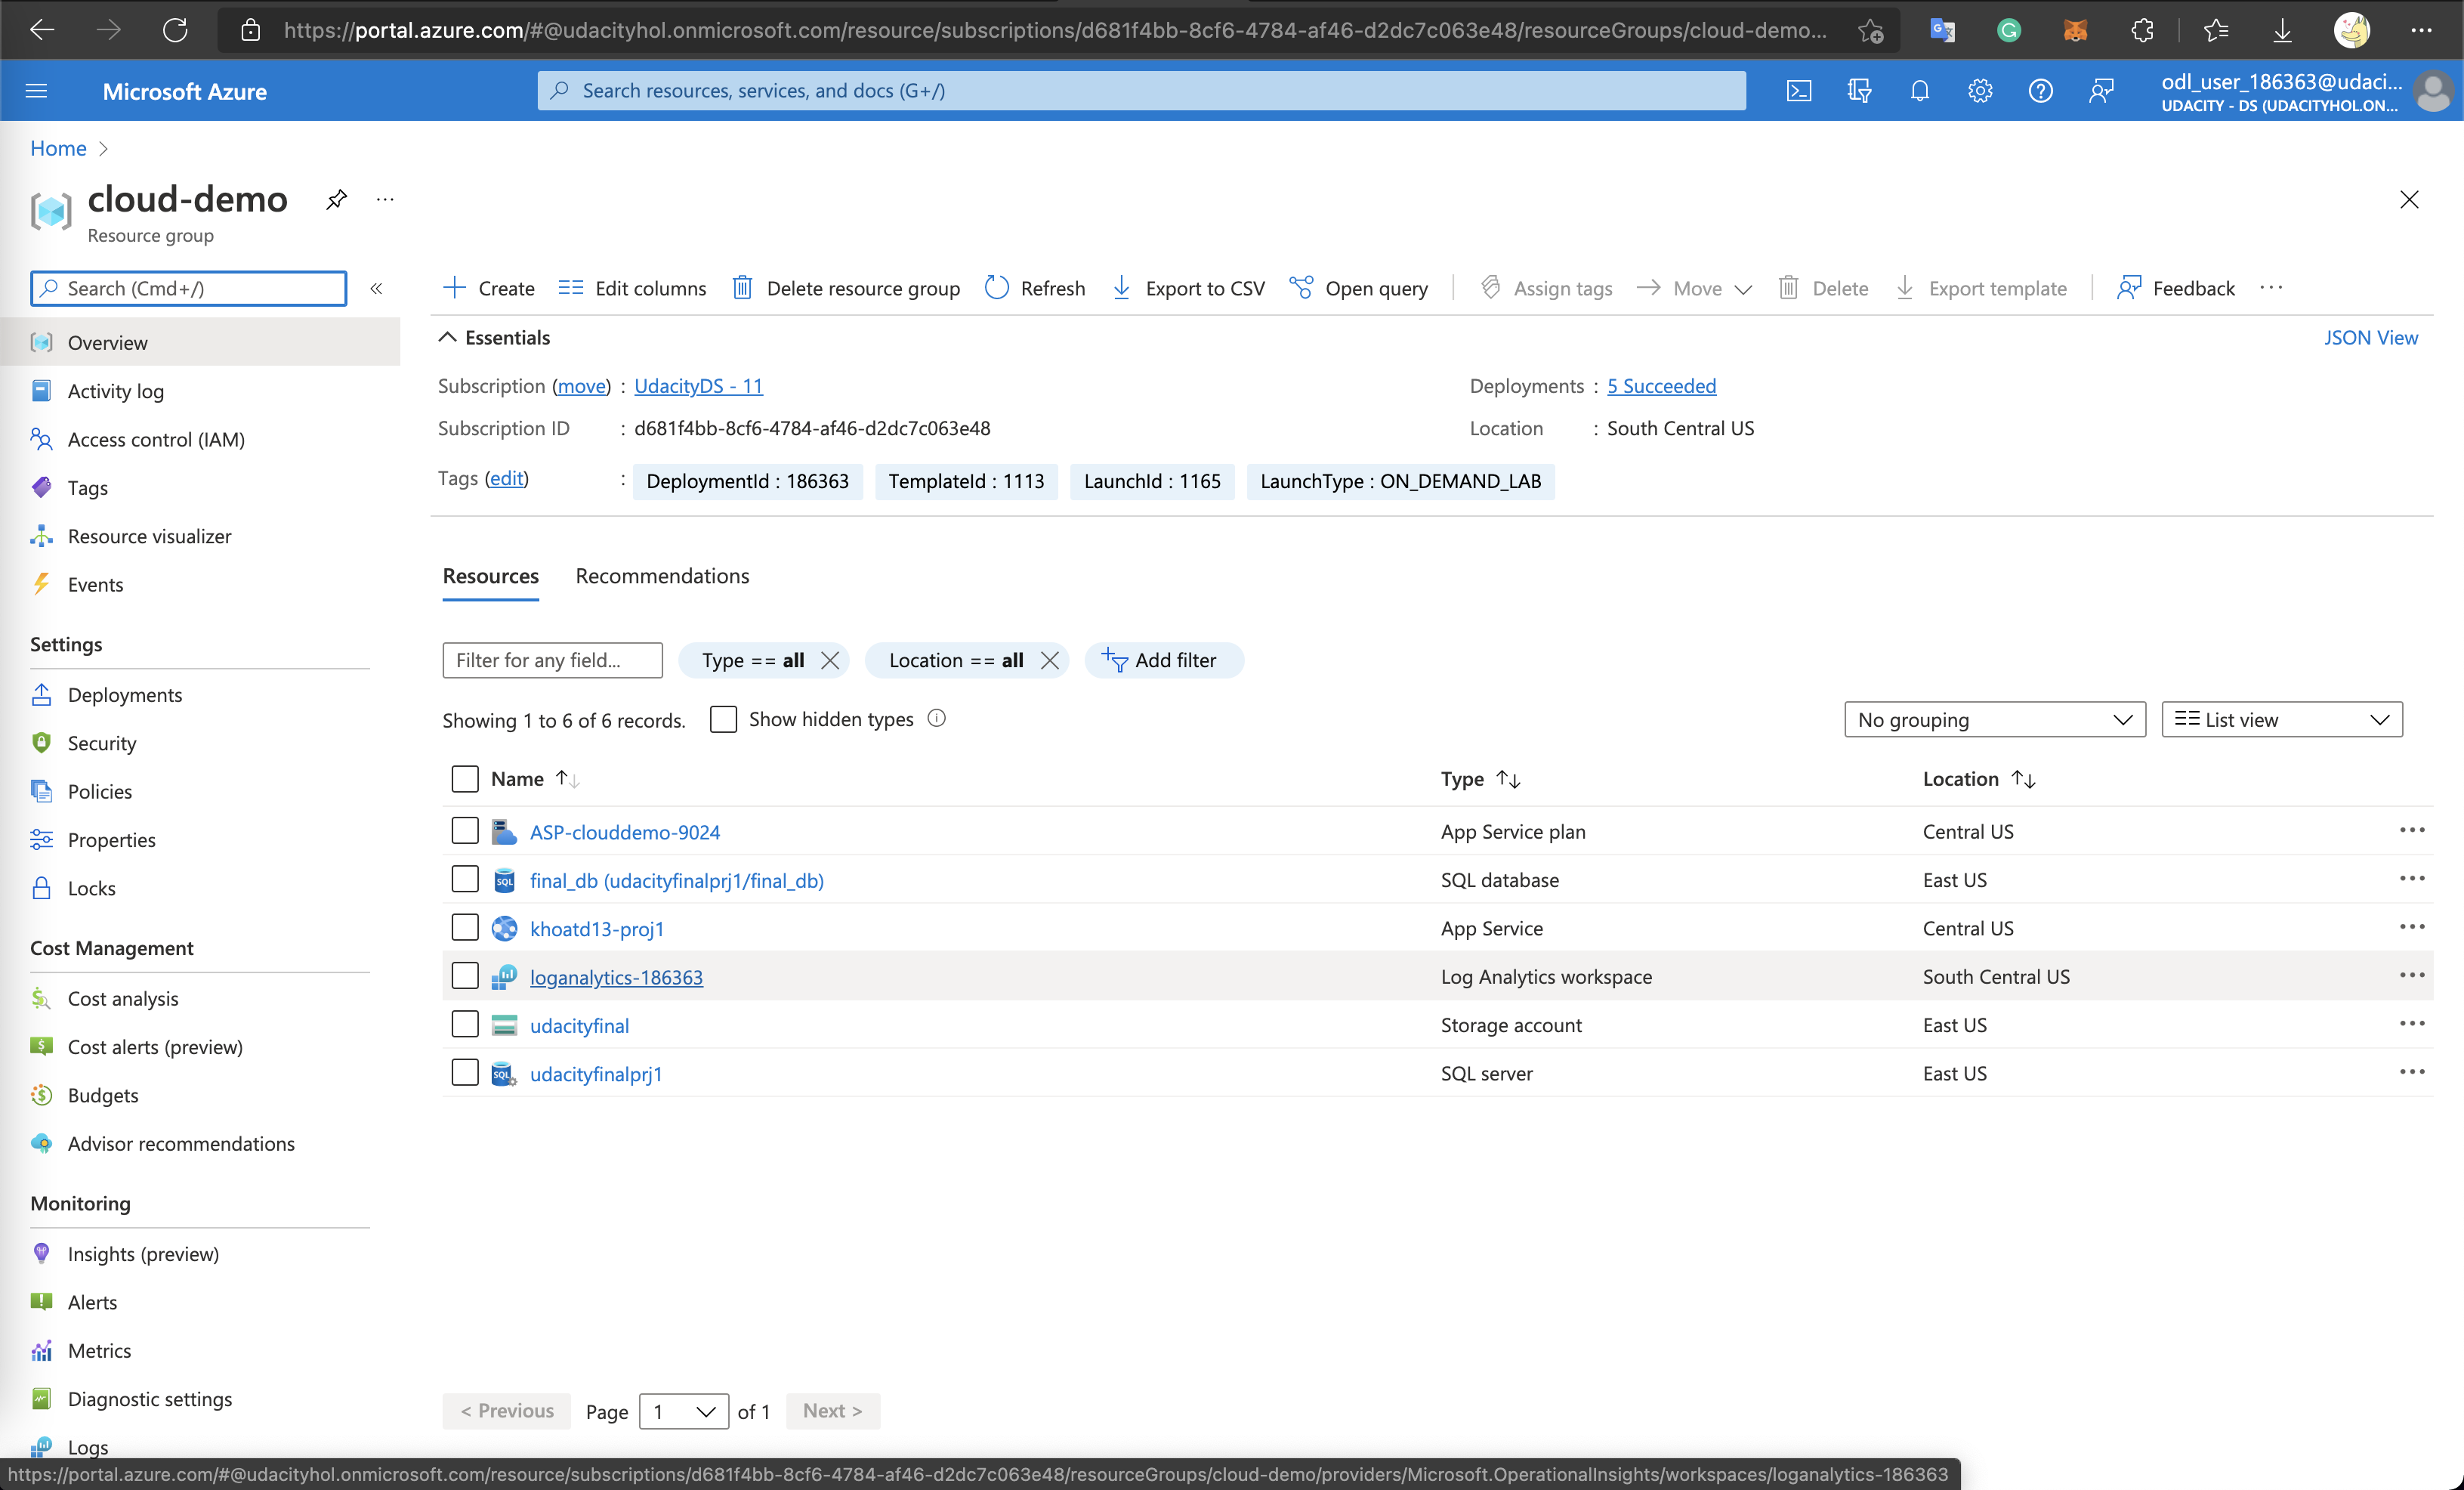 https://portal.azure.com/#@udacityhol.onmicrosoft.com/resource/subscriptions/d681f4bb-8cf6-4784-af46-d2dc7c063e48/resourceGroups/cloud-demo...
Microsoft Azure
Search resources, services, and docs (G+/)
odl_user_186363@udaci...
UDACITY - DS (UDACITYHOL.ON...
Home
cloud-demo
Resource group
Search (Cmd+/)
Create Edit columns Delete resource group Refresh Export to CSV Open query Assign tags Move Delete Export template Feedback
Overview
Activity log
Access control (IAM)
Tags
Resource visualizer
Events
Settings
Deployments
Security
Policies
Properties
Locks
Cost Management
Cost analysis
Cost alerts (preview)
Budgets
Advisor recommendations
Monitoring
Insights (preview)
Alerts
Metrics
Diagnostic settings
Logs
Essentials
JSON View
Subscription (move) : UdacityDS - 11
Deployments : 5 Succeeded
Subscription ID : d681f4bb-8cf6-4784-af46-d2dc7c063e48
Location : South Central US
Tags (edit) : DeploymentId : 186363 TemplateId : 1113 LaunchId : 1165 LaunchType : ON_DEMAND_LAB
Resources Recommendations
Filter for any field... Type == all Location == all Add filter
Showing 1 to 6 of 6 records. Show hidden types No grouping List view
Name Type Location
ASP-clouddemo-9024 App Service plan Central US
final_db (udacityfinalprj1/final_db) SQL database East US
khoatd13-proj1 App Service Central US
loganalytics-186363 Log Analytics workspace South Central US
udacityfinal Storage account East US
udacityfinalprj1 SQL server East US
< Previous Page 1 of 1 Next >
https://portal.azure.com/#@udacityhol.onmicrosoft.com/resource/subscriptions/d681f4bb-8cf6-4784-af46-d2dc7c063e48/resourceGroups/cloud-demo/providers/Microsoft.OperationalInsights/workspaces/loganalytics-186363